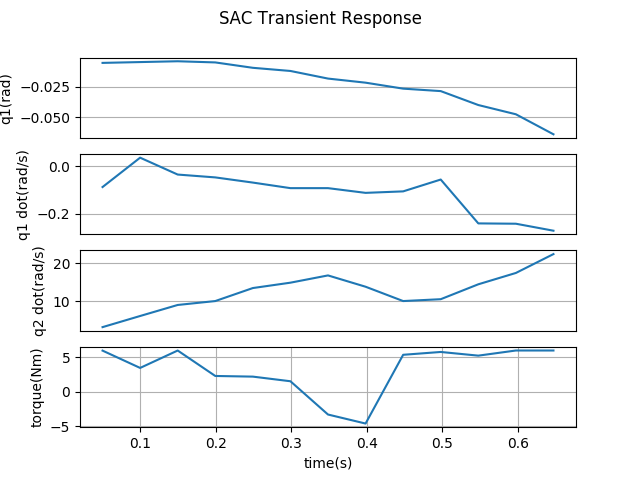 SAC Transient Response
q1(rad)
−0.025
−0.050
q1 dot(rad/s)
0.0
−0.2
q2 dot(rad/s)
20
10
torque(Nm)
5
0
−5
0.1 0.2 0.3 0.4 0.5 0.6
time(s)